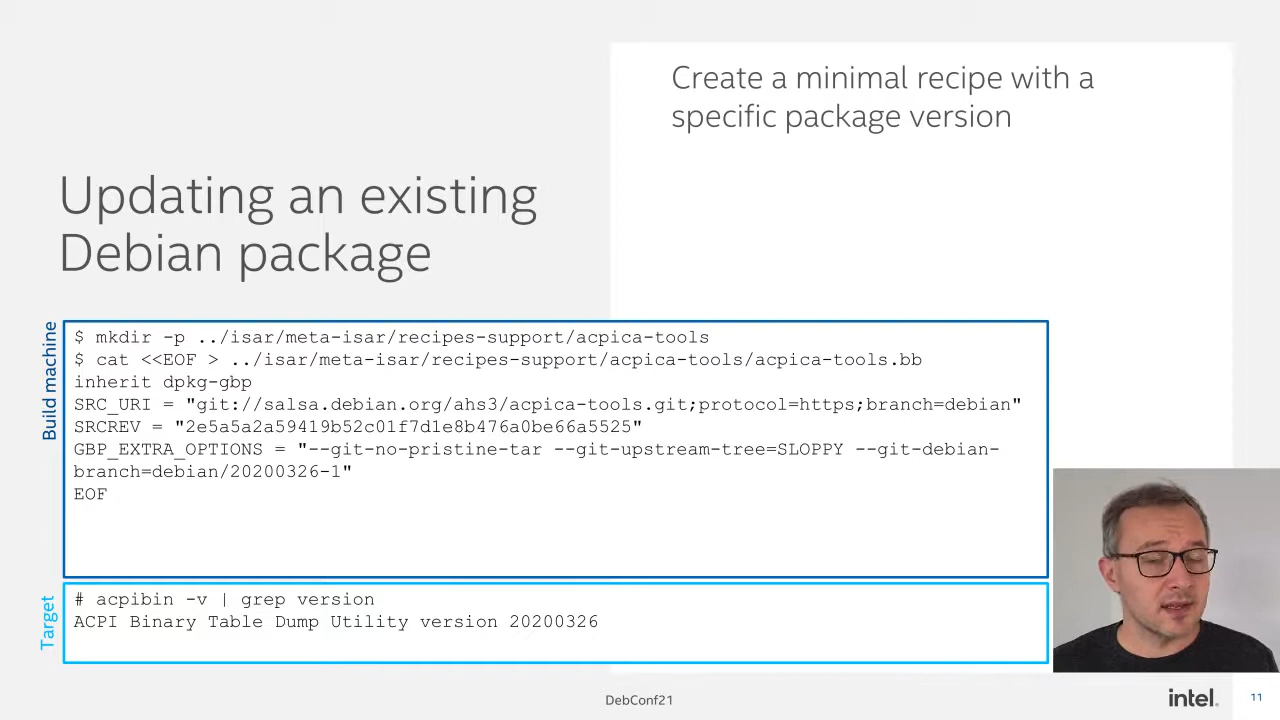 Create a minimal recipe with a
specific package version
Updating an existing
Debian package
Build machine
$ mkdir -p ../isar/meta-isar/recipes-support/acpica-tools
$ cat <<EOF > ../isar/meta-isar/recipes-support/acpica-tools/acpica-tools.bb
inherit dpkg-gbp
SRC_URI = "git://salsa.debian.org/ahs3/acpica-tools.git;protocol=https;branch=debian"
SRCREV = "2e5a5a2a59419b52c01f7d1e8b476a0be66a5525"
GBP_EXTRA_OPTIONS = "--git-no-pristine-tar --git-upstream-tree=SLOPPY --git-debian-
branch=debian/20200326-1"
EOF
Target
# acpibin -v | grep version
ACPI Binary Table Dump Utility version 20200326
DebConf21
intel.
11